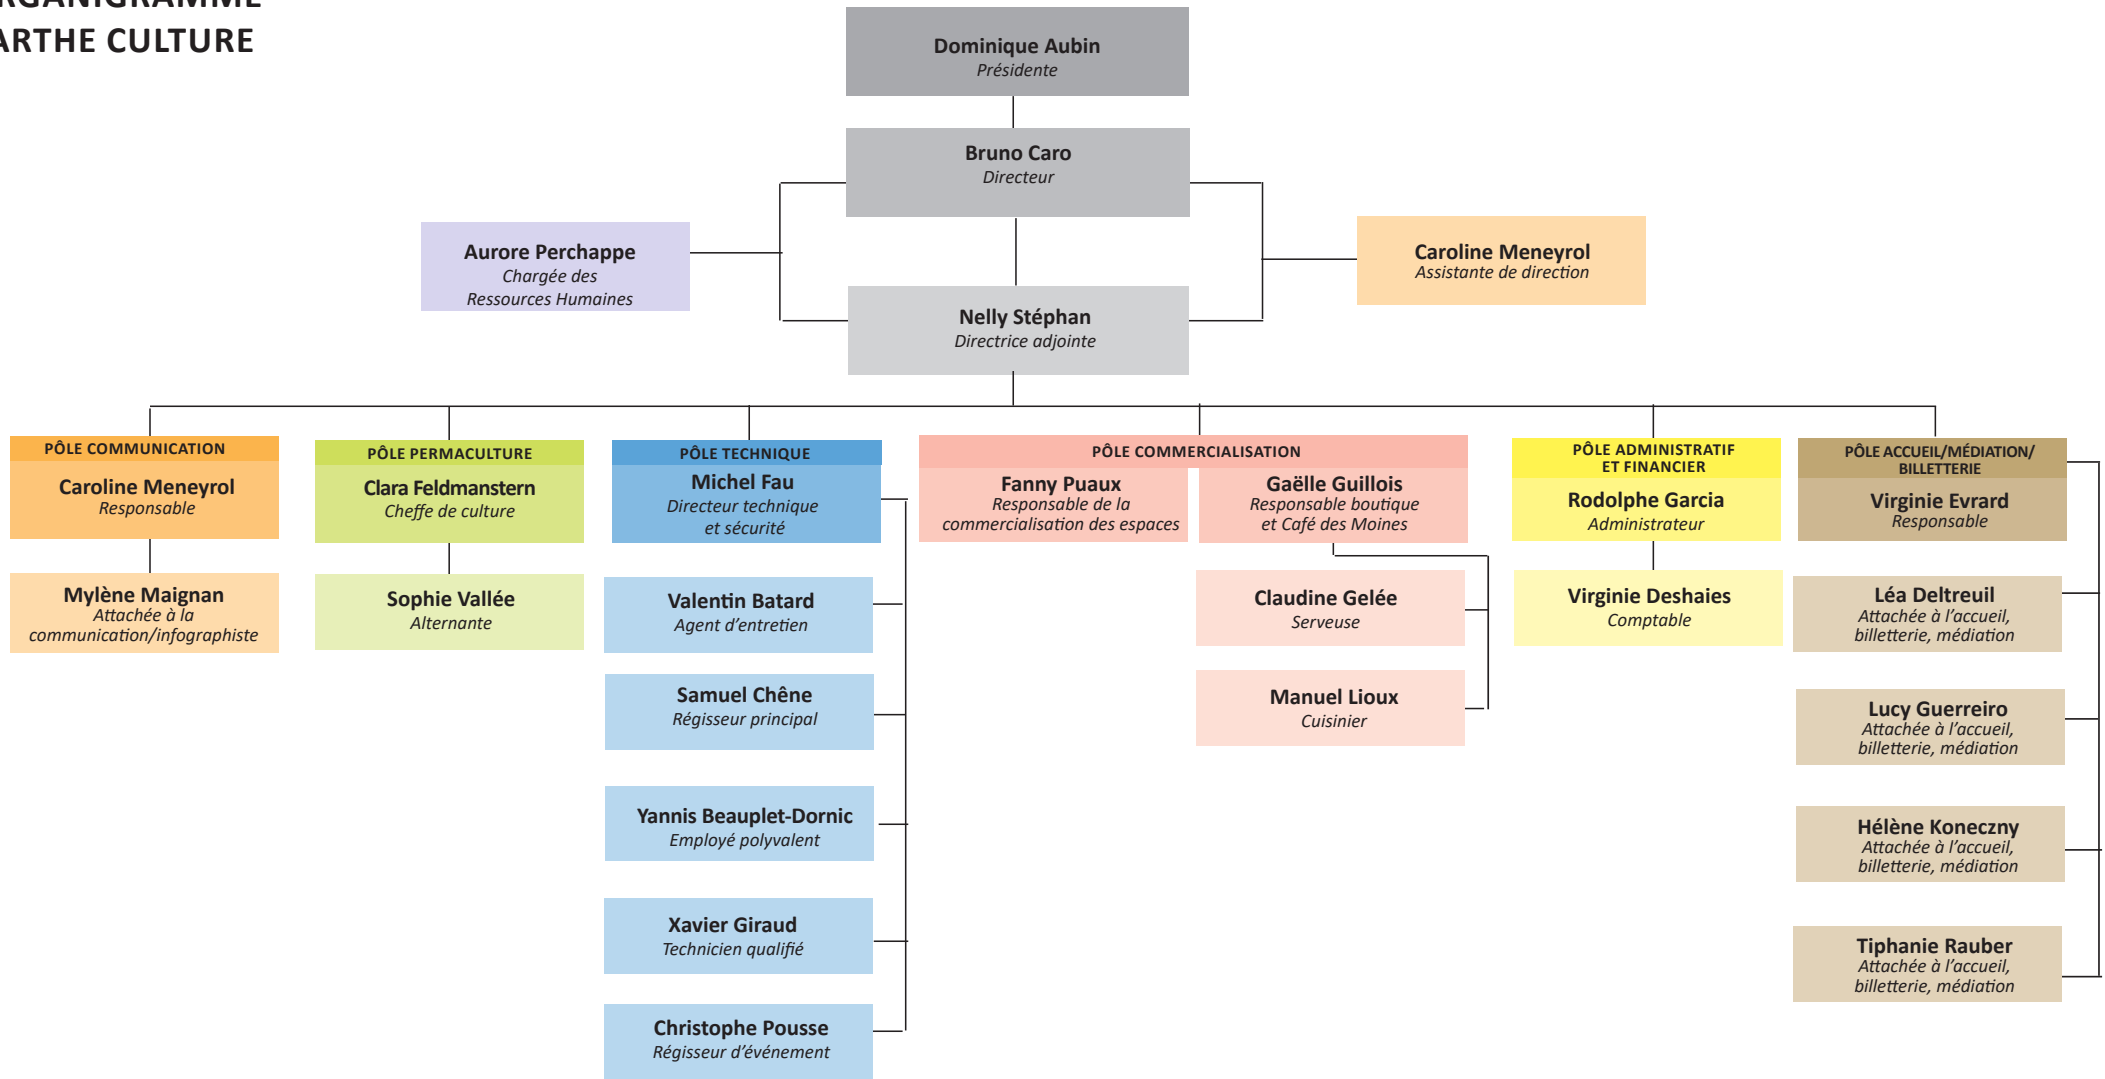 RGANIGRAMME
ARTHE CULTURE
Dominique Aubin
Présidente
Bruno Caro
Directeur
Aurore Perchappe
Chargée des
Ressources Humaines
Caroline Meneyrol
Assistante de direction
Nelly Stéphan
Directrice adjointe
PÔLE COMMUNICATION
Caroline Meneyrol
Responsable
Mylène Maignan
Attachée à la
communication/infographiste
PÔLE PERMACULTURE
Clara Feldmanstern
Cheffe de culture
Sophie Vallée
Alternante
PÔLE TECHNIQUE
Michel Fau
Directeur technique
et sécurité
Valentin Batard
Agent d'entretien
Samuel Chêne
Régisseur principal
Yannis Beauplet-Dornic
Employé polyvalent
Xavier Giraud
Technicien qualifié
Christophe Pousse
Régisseur d'événement
PÔLE COMMERCIALISATION
Fanny Puaux
Responsable de la
commercialisation des espaces
Gaëlle Guillois
Responsable boutique
et Café des Moines
Claudine Gelée
Serveuse
Manuel Lioux
Cuisinier
PÔLE ADMINISTRATIF
ET FINANCIER
Rodolphe Garcia
Administrateur
Virginie Deshaies
Comptable
PÔLE ACCUEIL/MÉDIATION/
BILLETTERIE
Virginie Evrard
Responsable
Léa Deltreuil
Attachée à l'accueil,
billetterie, médiation
Lucy Guerreiro
Attachée à l'accueil,
billetterie, médiation
Hélène Koneczny
Attachée à l'accueil,
billetterie, médiation
Tiphanie Rauber
Attachée à l'accueil,
billetterie, médiation